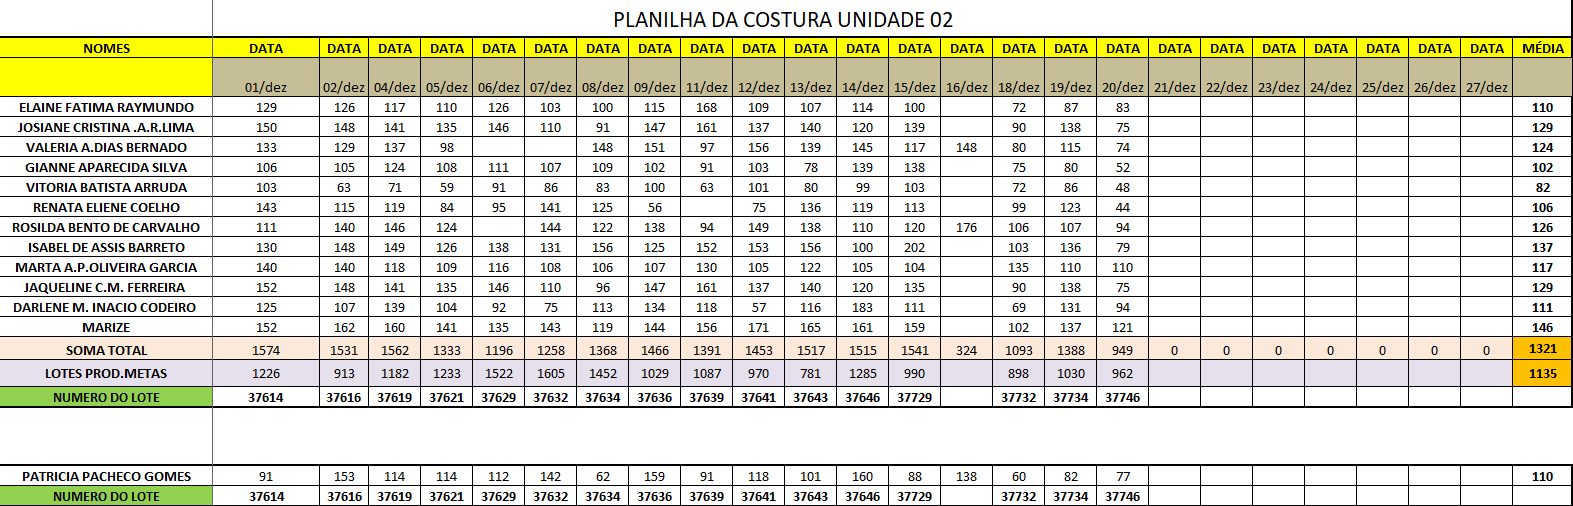 PLANILHA DA COSTURA UNIDADE 02
NOMES DATA DATA DATA DATA DATA DATA DATA DATA DATA DATA DATA DATA DATA DATA DATA DATA DATA DATA DATA DATA DATA DATA DATA DATA MÉDIA
01/dez 02/dez 04/dez 05/dez 06/dez 07/dez 08/dez 09/dez 11/dez 12/dez 13/dez 14/dez 15/dez 16/dez 18/dez 19/dez 20/dez 21/dez 22/dez 23/dez 24/dez 25/dez 26/dez 27/dez
ELAINE FATIMA RAYMUNDO 129 126 117 110 126 103 100 115 168 109 107 114 100 72 87 83 110
JOSIANE CRISTINA .A.R.LIMA 150 148 141 135 146 110 91 147 161 137 140 120 139 90 138 75 129
VALERIA A.DIAS BERNADO 133 129 137 98 148 151 97 156 139 145 117 148 80 115 74 124
GIANNE APARECIDA SILVA 106 105 124 108 111 107 109 102 91 103 78 139 138 75 80 52 102
VITORIA BATISTA ARRUDA 103 63 71 59 91 86 83 100 63 101 80 99 103 72 86 48 82
RENATA ELIENE COELHO 143 115 119 84 95 141 125 56 75 136 119 113 99 123 44 106
ROSILDA BENTO DE CARVALHO 111 140 146 124 144 122 138 94 149 138 110 120 176 106 107 94 126
ISABEL DE ASSIS BARRETO 130 148 149 126 138 131 156 125 152 153 156 100 202 103 136 79 137
MARTA A.P.OLIVEIRA GARCIA 140 140 118 109 116 108 106 107 130 105 122 105 104 135 110 110 117
JAQUELINE C.M. FERREIRA 152 148 141 135 146 110 96 147 161 137 140 120 135 90 138 75 129
DARLENE M. INACIO CODEIRO 125 107 139 104 92 75 113 134 118 57 116 183 111 69 131 94 111
MARIZE 152 162 160 141 135 143 119 144 156 171 165 161 159 102 137 121 146
SOMA TOTAL 1574 1531 1562 1333 1196 1258 1368 1466 1391 1453 1517 1515 1541 324 1093 1388 949 0 0 0 0 0 0 0 1321
LOTES PROD.METAS 1226 913 1182 1233 1522 1605 1452 1029 1087 970 781 1285 990 898 1030 962 1135
NUMERO DO LOTE 37614 37616 37619 37621 37629 37632 37634 37636 37639 37641 37643 37646 37729 37732 37734 37746
PATRICIA PACHECO GOMES 91 153 114 114 112 142 62 159 91 118 101 160 88 138 60 82 77 110
NUMERO DO LOTE 37614 37616 37619 37621 37629 37632 37634 37636 37639 37641 37643 37646 37729 37732 37734 37746